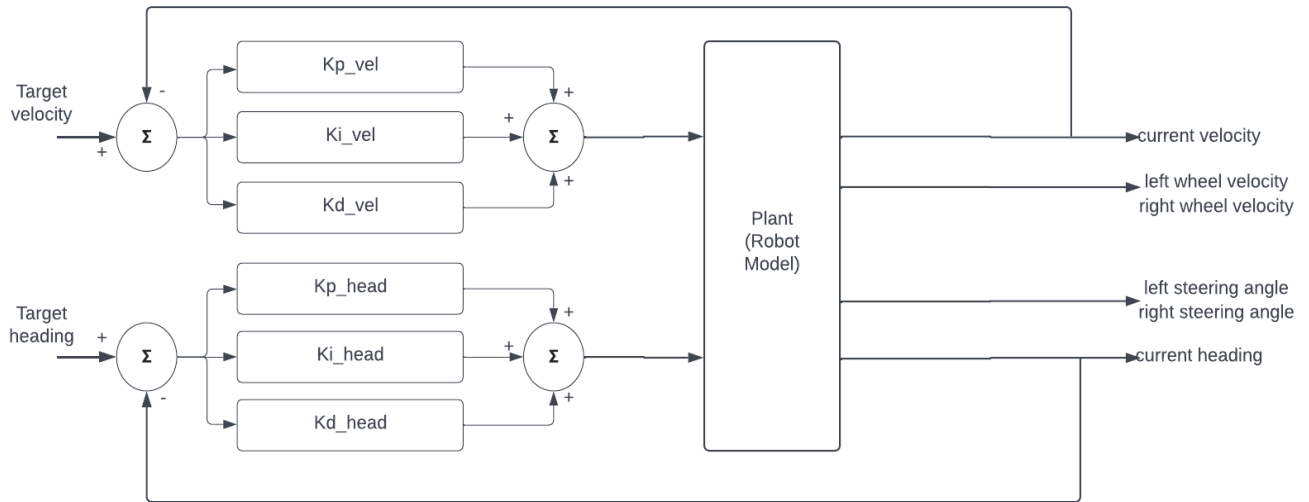 Target
velocity
-
+
Σ
Kp_vel
Ki_vel
Kd_vel
+
+
+
Σ
Target
heading
+
-
Σ
Kp_head
Ki_head
Kd_head
+
+
+
Σ
Plant
(Robot
Model)
current velocity
left wheel velocity
right wheel velocity
left steering angle
right steering angle
current heading